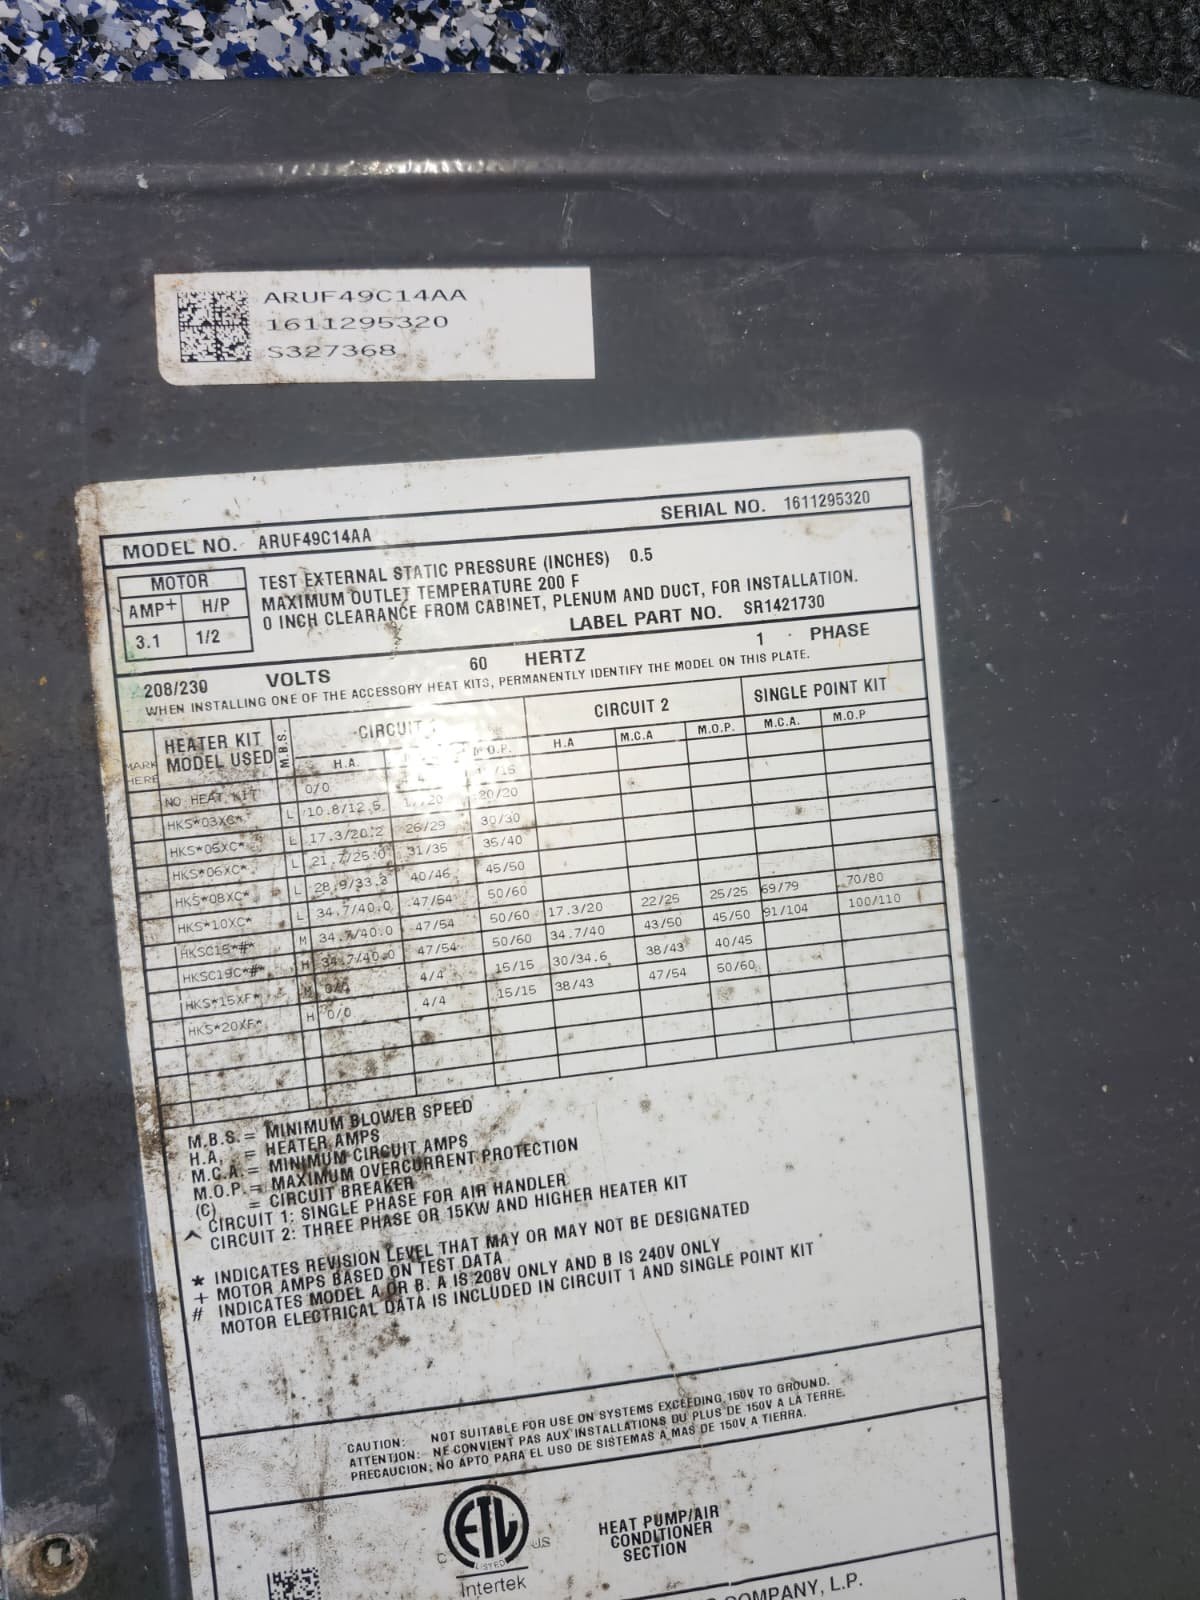 ARUF49C14AA
1611295320
S327368
MODEL NO. ARUF49C14AA SERIAL NO. 1611295320
MOTOR
AMP+ H/P
3.1 1/2
TEST EXTERNAL STATIC PRESSURE (INCHES) 0.5
MAXIMUM OUTLET TEMPERATURE 200 F
0 INCH CLEARANCE FROM CABINET, PLENUM AND DUCT, FOR INSTALLATION.
LABEL PART NO. SR1421730
208/230 VOLTS 60 HERTZ 1 PHASE
WHEN INSTALLING ONE OF THE ACCESSORY HEAT KITS, PERMANENTLY IDENTIFY THE MODEL ON THIS PLATE.
MARK HERE HEATER KIT MODEL USED M.B.S. CIRCUIT CIRCUIT 2 SINGLE POINT KIT
H.A. M.O.P. H.A M.C.A M.O.P. M.C.A. M.O.P
NO HEAT KIT 0/0
HKS*03XC* L 10.8/12.5 20/20
HKS*05XC* L 17.3/20.2 26/29 30/30
HKS*06XC* L 21.7/25.0 31/35 35/40
HKS*08XC* L 28.9/33.3 40/46 45/50
HKS*10XC* L 34.7/40.0 47/54 50/60
HKSC15*#* M 34.7/40.0 47/54 50/60 17.3/20 22/25 25/25 69/79 70/80
HKSC19C*#* H 34.7/40.0 47/54 50/60 34.7/40 43/50 45/50 91/104 100/110
HKS*15XF* M 0/0 4/4 15/15 30/34.6 38/43 40/45
HKS*20XF* H 0/0 4/4 15/15 38/43 47/54 50/60
M.B.S. = MINIMUM BLOWER SPEED
H.A. = HEATER AMPS
M.C.A. = MINIMUM CIRCUIT AMPS
M.O.P. = MAXIMUM OVERCURRENT PROTECTION
(C) = CIRCUIT BREAKER
^ CIRCUIT 1: SINGLE PHASE FOR AIR HANDLER
CIRCUIT 2: THREE PHASE OR 15KW AND HIGHER HEATER KIT
* INDICATES REVISION LEVEL THAT MAY OR MAY NOT BE DESIGNATED
+ MOTOR AMPS BASED ON TEST DATA
# INDICATES MODEL A OR B. A IS 208V ONLY AND B IS 240V ONLY
MOTOR ELECTRICAL DATA IS INCLUDED IN CIRCUIT 1 AND SINGLE POINT KIT
CAUTION: NOT SUITABLE FOR USE ON SYSTEMS EXCEEDING 150V TO GROUND.
ATTENTION: NE CONVIENT PAS AUX INSTALLATIONS DU PLUS DE 150V A LA TERRE.
PRECAUCION: NO APTO PARA EL USO DE SISTEMAS A MAS DE 150V A TIERRA.
C ETL US
LISTED
Intertek
HEAT PUMP/AIR
CONDITIONER
SECTION
COMPANY, L.P.